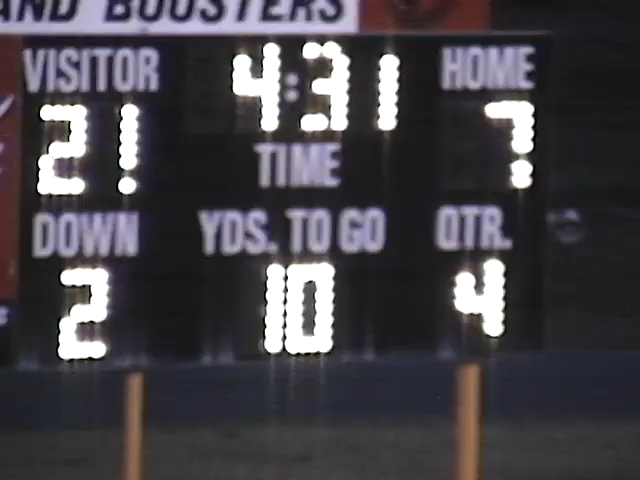 AND BOOSTERS
VISITOR 4:31 HOME
21 TIME 7
DOWN YDS. TO GO QTR.
2 10 4